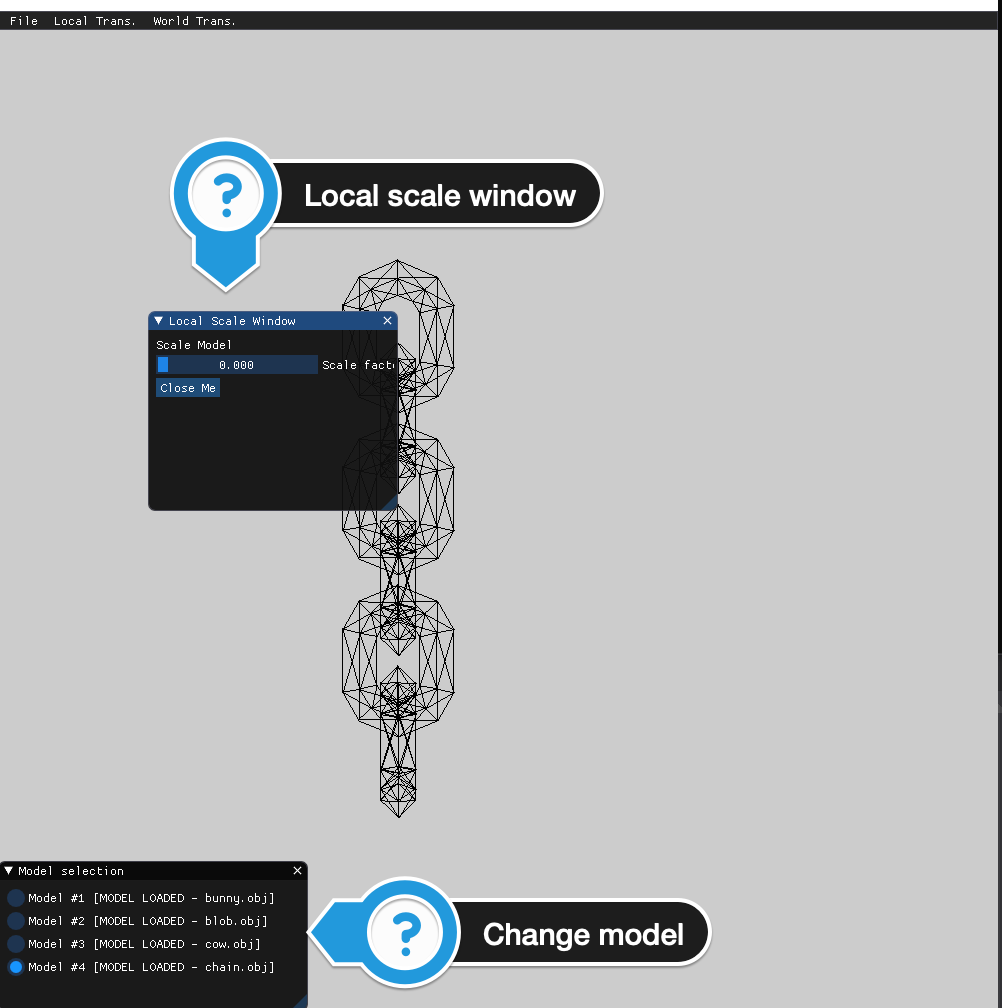 File Local Trans. World Trans.
? Local scale window
Local Scale Window
Scale Model
0.000 Scale fact
Close Me
Model selection
Model #1 [MODEL LOADED - bunny.obj]
Model #2 [MODEL LOADED - blob.obj]
Model #3 [MODEL LOADED - cow.obj]
Model #4 [MODEL LOADED - chain.obj]
? Change model